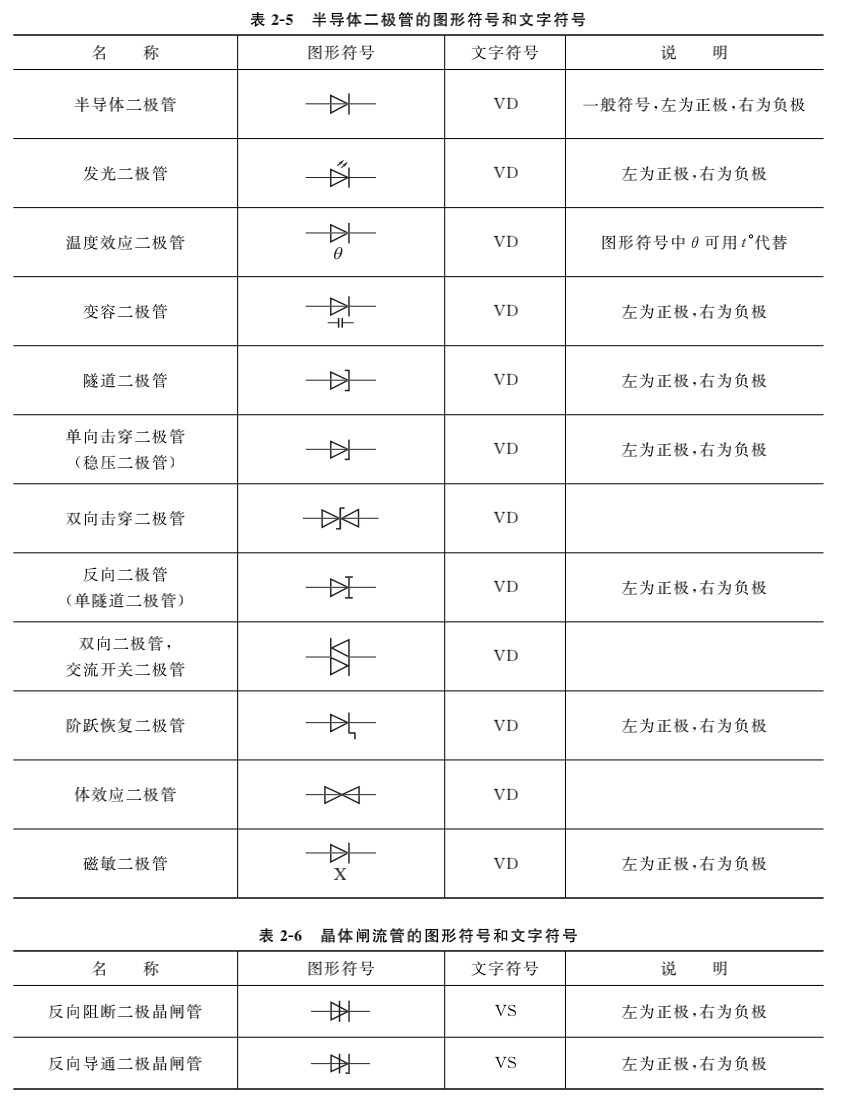 表 2-5　半导体二极管的图形符号和文字符号
名　　称　图形符号　文字符号　说　　明
半导体二极管　VD　一般符号,左为正极,右为负极
发光二极管　VD　左为正极,右为负极
温度效应二极管　θ　VD　图形符号中 θ 可用 t°代替
变容二极管　VD　左为正极,右为负极
隧道二极管　VD　左为正极,右为负极
单向击穿二极管
（稳压二极管）　VD　左为正极,右为负极
双向击穿二极管　VD
反向二极管
（单隧道二极管）　VD　左为正极,右为负极
双向二极管,
交流开关二极管　VD
阶跃恢复二极管　VD　左为正极,右为负极
体效应二极管　VD
磁敏二极管　X　VD　左为正极,右为负极
表 2-6　晶体闸流管的图形符号和文字符号
名　　称　图形符号　文字符号　说　　明
反向阻断二极晶闸管　VS　左为正极,右为负极
反向导通二极晶闸管　VS　左为正极,右为负极